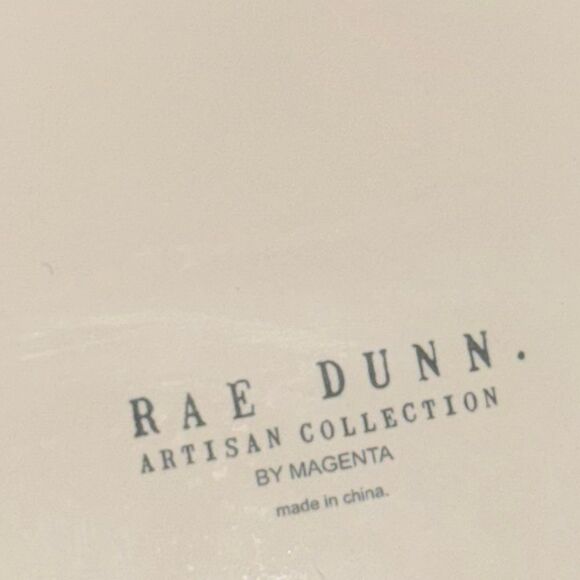 RAE DUNN.
ARTISAN COLLECTION
BY MAGENTA
made in china.